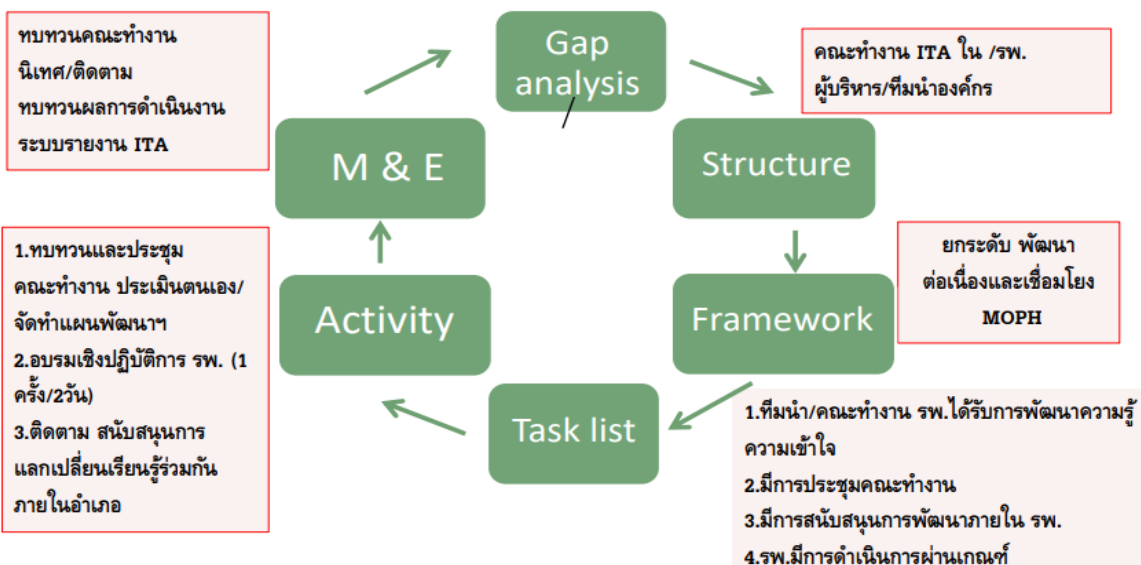 ทบทวนคณะทำงาน
นิเทศ/ติดตาม
ทบทวนผลการดำเนินงาน
ระบบรายงาน ITA
Gap
analysis
คณะทำงาน ITA ใน /รพ.
ผู้บริหาร/ทีมนำองค์กร
M & E
Structure
1.ทบทวนและประชุม
คณะทำงาน ประเมินตนเอง/
จัดทำแผนพัฒนาฯ
2.อบรมเชิงปฏิบัติการ รพ. (1
ครั้ง/2วัน)
3.ติดตาม สนับสนุนการ
แลกเปลี่ยนเรียนรู้ร่วมกัน
ภายในอำเภอ
Activity
Framework
ยกระดับ พัฒนา
ต่อเนื่องและเชื่อมโยง
MOPH
Task list
1.ทีมนำ/คณะทำงาน รพ.ได้รับการพัฒนาความรู้
ความเข้าใจ
2.มีการประชุมคณะทำงาน
3.มีการสนับสนุนการพัฒนาภายใน รพ.
4.รพ.มีการดำเนินการผ่านเกณฑ์